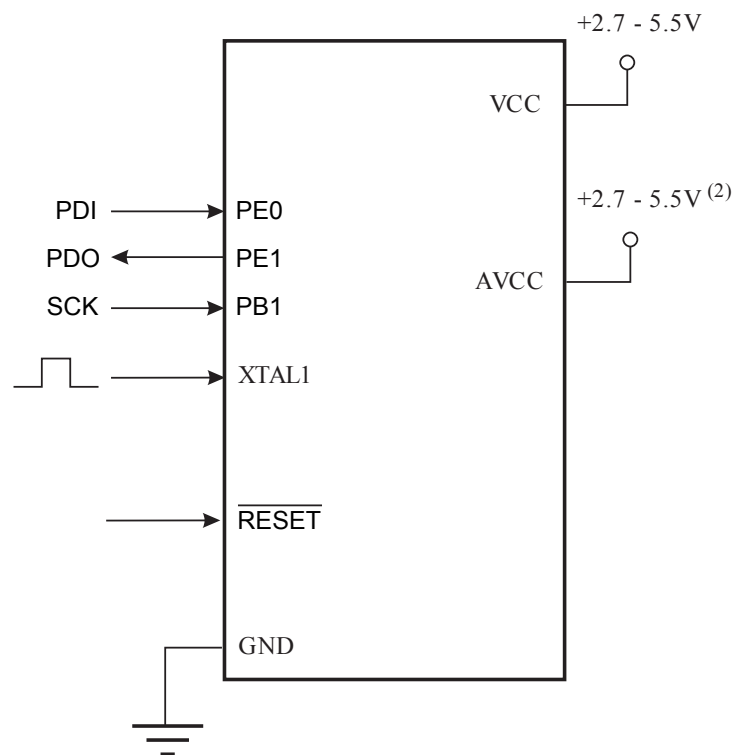 +2.7 - 5.5V
VCC
+2.7 - 5.5V (2)
PDI PE0
PDO PE1
AVCC
SCK PB1
XTAL1
RESET
GND